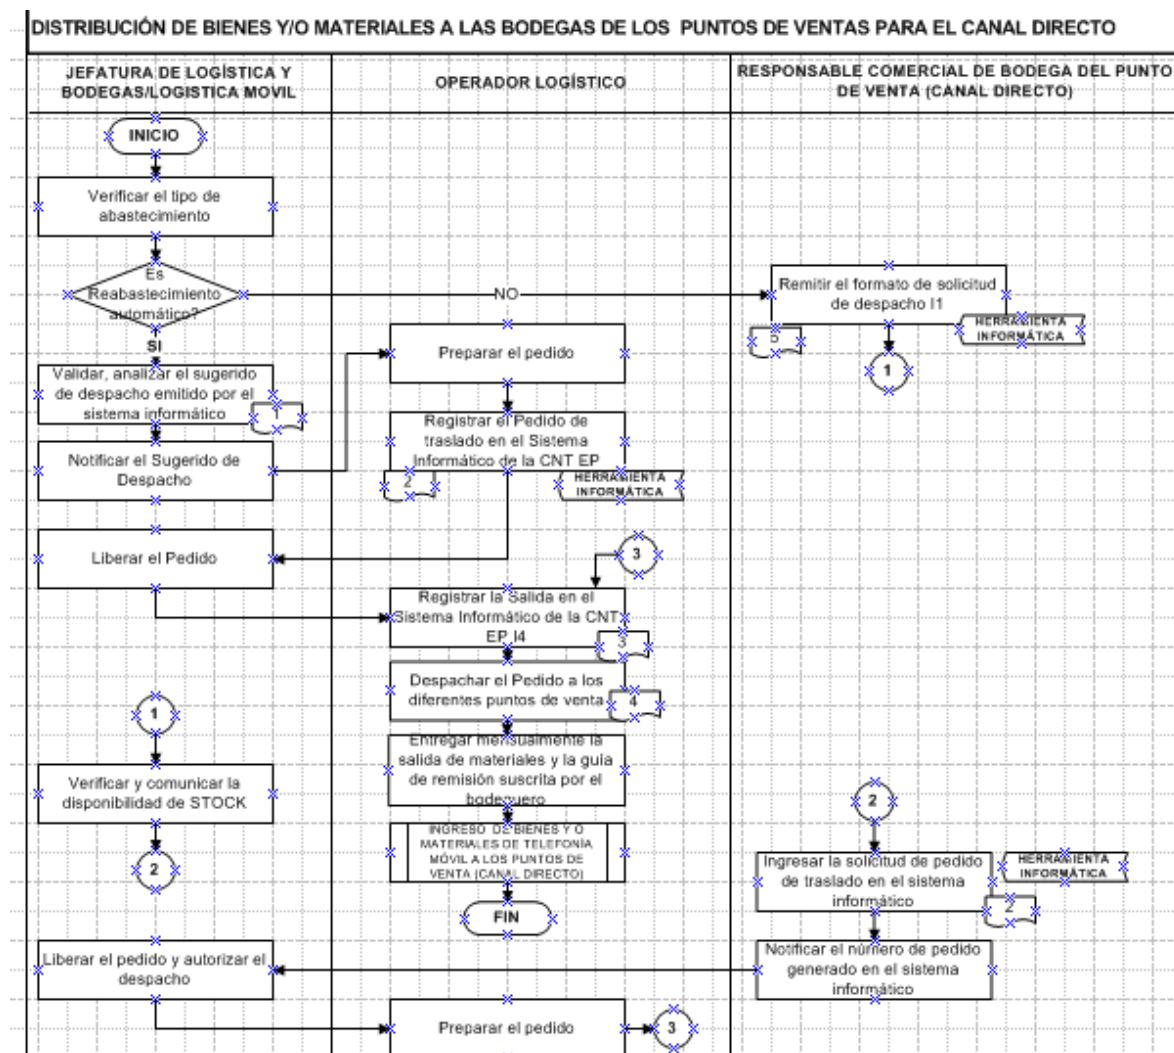 DISTRIBUCIÓN DE BIENES Y/O MATERIALES A LAS BODEGAS DE LOS PUNTOS DE VENTAS PARA EL CANAL DIRECTO
JEFATURA DE LOGÍSTICA Y
BODEGAS/LOGISTICA MOVIL
OPERADOR LOGÍSTICO
RESPONSABLE COMERCIAL DE BODEGA DEL PUNTO
DE VENTA (CANAL DIRECTO)
INICIO
Verificar el tipo de
abastecimiento
Es
Reabastecimiento
automático?
NO
SI
Remitir el formato de solicitud
de despacho I1
5
HERRAMIENTA
INFORMÁTICA
1
Preparar el pedido
Validar, analizar el sugerido
de despacho emitido por el
sistema informático
1
Notificar el Sugerido de
Despacho
Registrar el Pedido de
traslado en el Sistema
Informático de la CNT EP
2
HERRAMIENTA
INFORMÁTICA
Liberar el Pedido
3
Registrar la Salida en el
Sistema Informático de la CNT
EP I4
3
Despachar el Pedido a los
diferentes puntos de venta
4
Entregar mensualmente la
salida de materiales y la guía
de remisión suscrita por el
bodeguero
1
Verificar y comunicar la
disponibilidad de STOCK
2
INGRESO DE BIENES Y O
MATERIALES DE TELEFONÍA
MÓVIL A LOS PUNTOS DE
VENTA (CANAL DIRECTO)
FIN
2
Ingresar la solicitud de pedido
de traslado en el sistema
informático
HERRAMIENTA
INFORMÁTICA
2
Notificar el número de pedido
generado en el sistema
informático
Liberar el pedido y autorizar el
despacho
Preparar el pedido
3